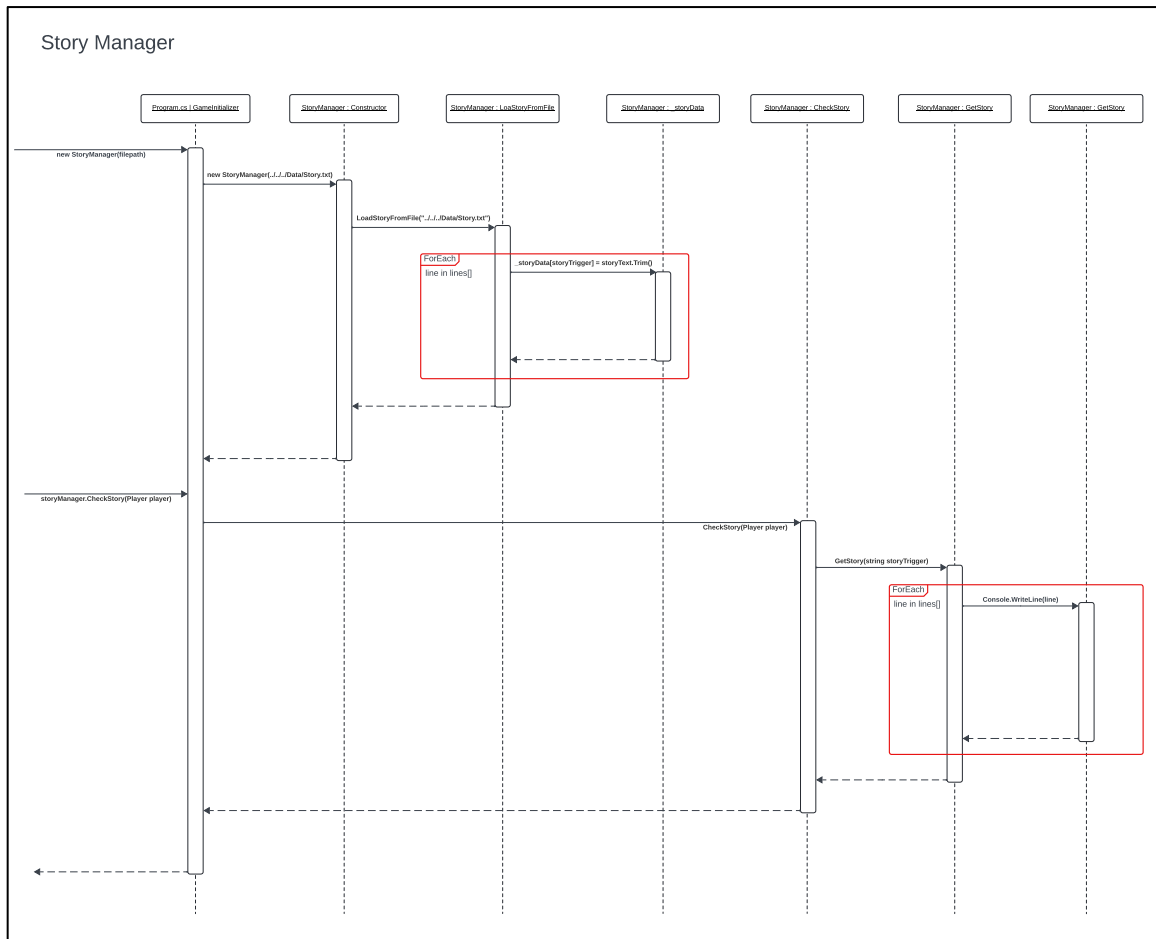 Story Manager
Program.cs | GameInitializer
StoryManager : Constructor
StoryManager : LoaStoryFromFile
StoryManager : _storyData
StoryManager : CheckStory
StoryManager : GetStory
StoryManager : GetStory
new StoryManager(filepath)
new StoryManager(../../../Data/Story.txt)
LoadStoryFromFile("../../../Data/Story.txt")
ForEach
_storyData[storyTrigger] = storyText.Trim()
line in lines[]
storyManager.CheckStory(Player player)
CheckStory(Player player)
GetStory(string storyTrigger)
ForEach
Console.WriteLine(line)
line in lines[]